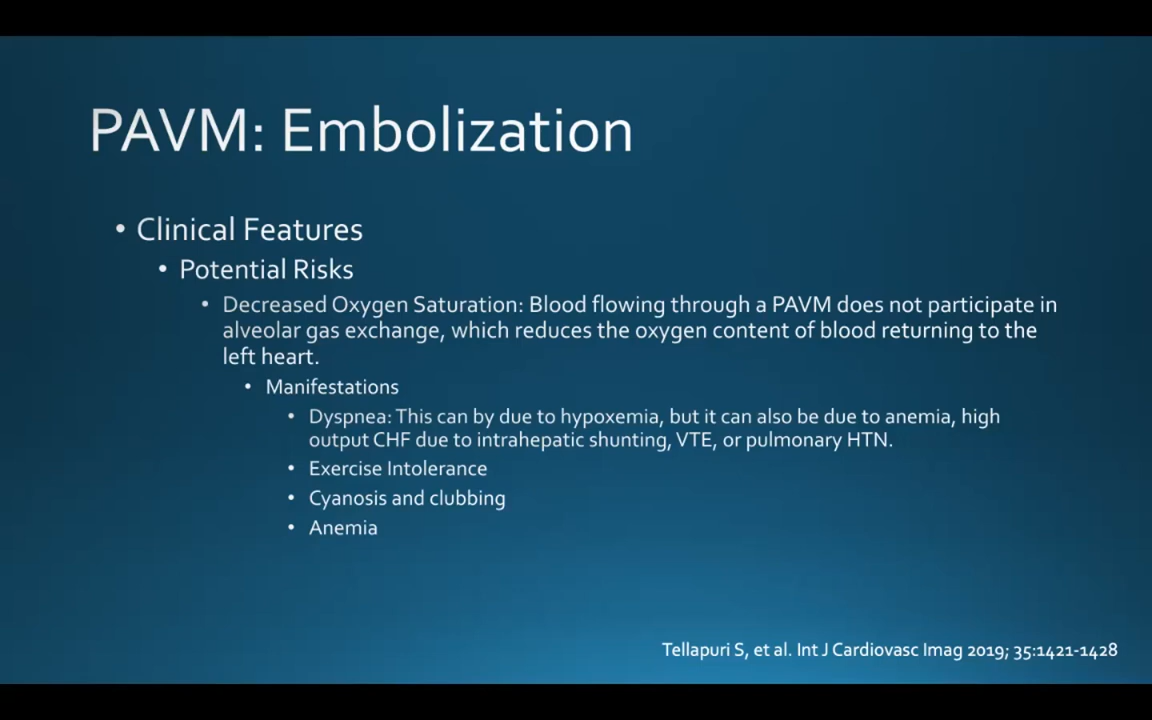 PAVM: Embolization
• Clinical Features
• Potential Risks
• Decreased Oxygen Saturation: Blood flowing through a PAVM does not participate in
alveolar gas exchange, which reduces the oxygen content of blood returning to the
left heart.
• Manifestations
• Dyspnea: This can by due to hypoxemia, but it can also be due to anemia, high
output CHF due to intrahepatic shunting, VTE, or pulmonary HTN.
• Exercise Intolerance
• Cyanosis and clubbing
• Anemia
Tellapuri S, et al. Int J Cardiovasc Imag 2019; 35:1421-1428